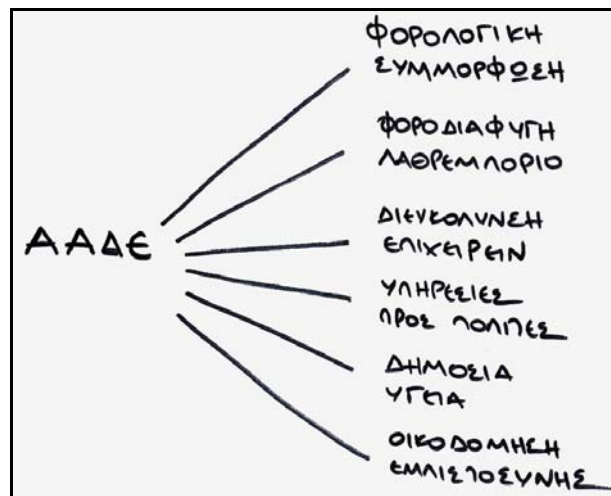 ΑΑΔΕ
ΦΟΡΟΛΟΓΙΚΗ
ΣΥΜΜΟΡΦΩΣΗ
ΦΟΡΟΔΙΑΦΥΓΗ
ΛΑΘΡΕΜΠΟΡΙΟ
ΔΙΕΥΚΟΛΥΝΣΗ
ΕΠΙΧΕΙΡΕΙΝ
ΥΠΗΡΕΣΙΕΣ
ΠΡΟΣ ΠΟΛΙΤΕΣ
ΔΗΜΟΣΙΑ
ΥΓΕΙΑ
ΟΙΚΟΔΟΜΗΣΗ
ΕΜΠΙΣΤΟΣΥΝΗΣ